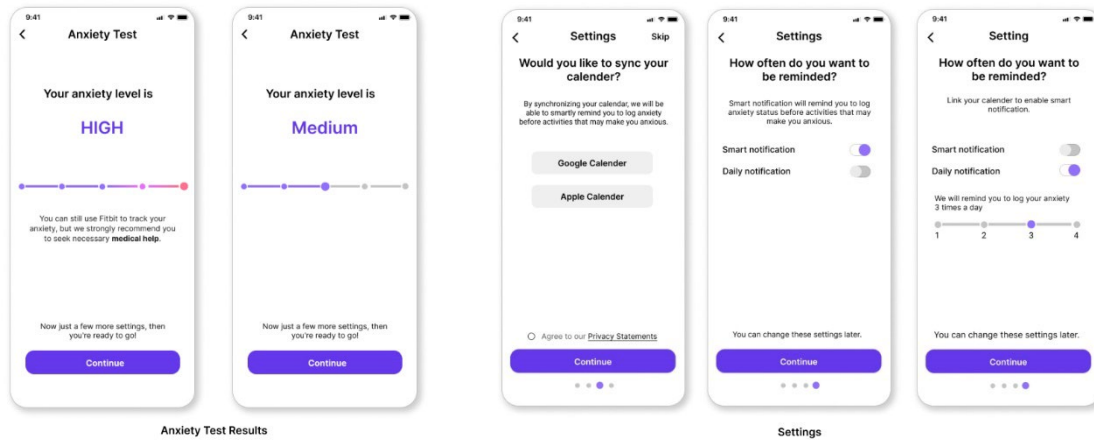 9:41
Anxiety Test
Your anxiety level is
HIGH
You can still use Fitbit to track your
anxiety, but we strongly recommend you
to seek necessary medical help.
Now just a few more settings, then
you're ready to go!
Continue
9:41
Anxiety Test
Your anxiety level is
Medium
Now just a few more settings, then
you're ready to go!
Continue
Anxiety Test Results
9:41
Settings
Skip
Would you like to sync your
calender?
By synchronizing your calendar, we will be
able to smartly remind you to log anxiety
before activities that may make you anxious.
Google Calender
Apple Calender
Agree to our Privacy Statements
Continue
9:41
Settings
How often do you want to
be reminded?
Smart notification will remind you to log
anxiety status before activities that may
make you anxious.
Smart notification
Daily notification
You can change these settings later.
Continue
9:41
Setting
How often do you want to
be reminded?
Link your calender to enable smart
notification.
Smart notification
Daily notification
We will remind you to log your anxiety
3 times a day
1 2 3 4
You can change these settings later.
Continue
Settings